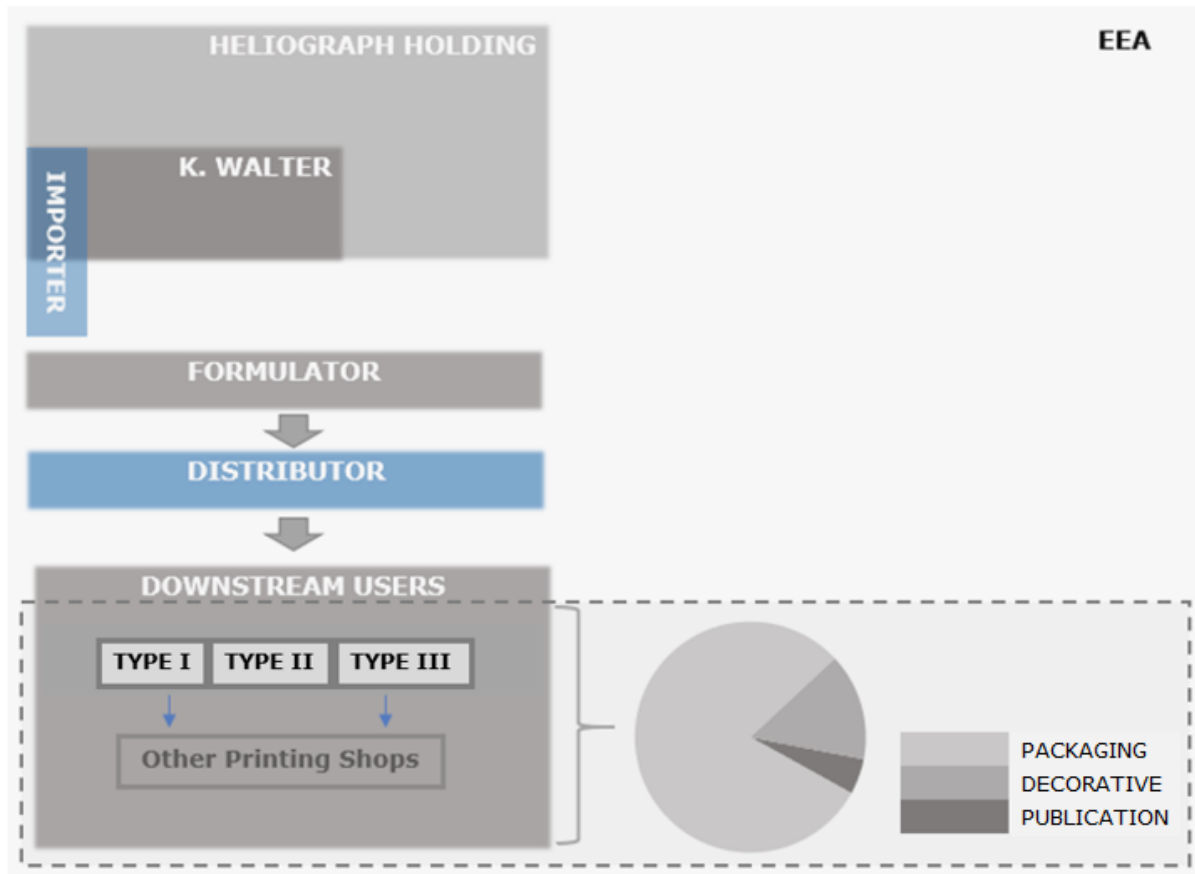 HELIOGRAPH HOLDING
EEA
K. WALTER
IMPORTER
FORMULATOR
DISTRIBUTOR
DOWNSTREAM USERS
TYPE I
TYPE II
TYPE III
Other Printing Shops
PACKAGING
DECORATIVE
PUBLICATION